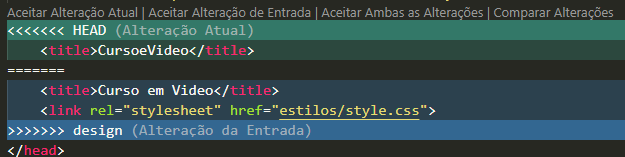 Aceitar Alteração Atual | Aceitar Alteração de Entrada | Aceitar Ambas as Alterações | Comparar Alterações
<<<<<<< HEAD (Alteração Atual)
    <title>CursoeVideo</title>
=======
    <title>Curso em Video</title>
    <link rel="stylesheet" href="estilos/style.css">
>>>>>>> design (Alteração da Entrada)
</head>